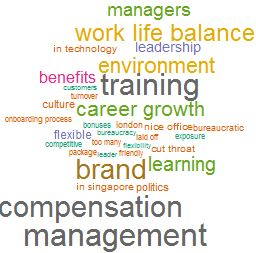 managers
work life balance
in technology leadership
environment
benefits training
customers
turnover
culture career growth
onboarding process
bonuses london nice office bureaucratic
flexible bureaucracy laid off exposure
competitive too many flexibility cut throat
package leader friendly
brand learning
in singapore politics
compensation
management